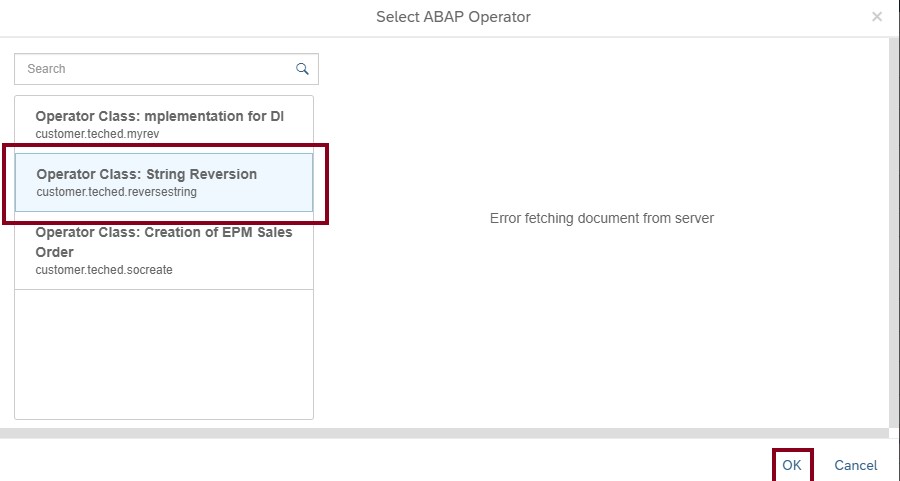 Select ABAP Operator
Search
Operator Class: mplementation for DI
customer.teched.myrev
Operator Class: String Reversion
customer.teched.reversestring
Operator Class: Creation of EPM Sales
Order
customer.teched.socreate
Error fetching document from server
OK
Cancel